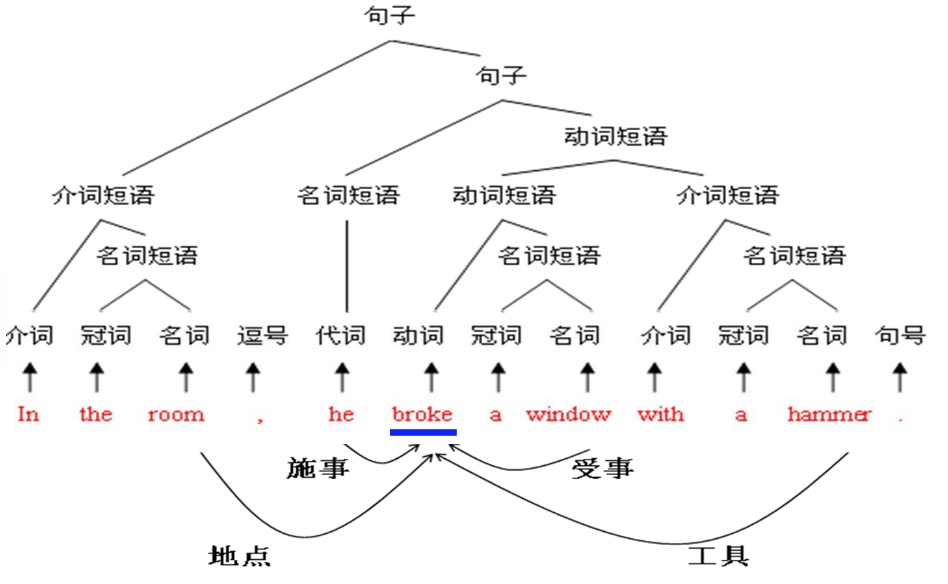 句子
句子
动词短语
介词短语 名词短语 动词短语 介词短语
名词短语 名词短语 名词短语
介词 冠词 名词 逗号 代词 动词 冠词 名词 介词 冠词 名词 句号
In the room , he broke a window with a hammer .
施事 受事
地点 工具